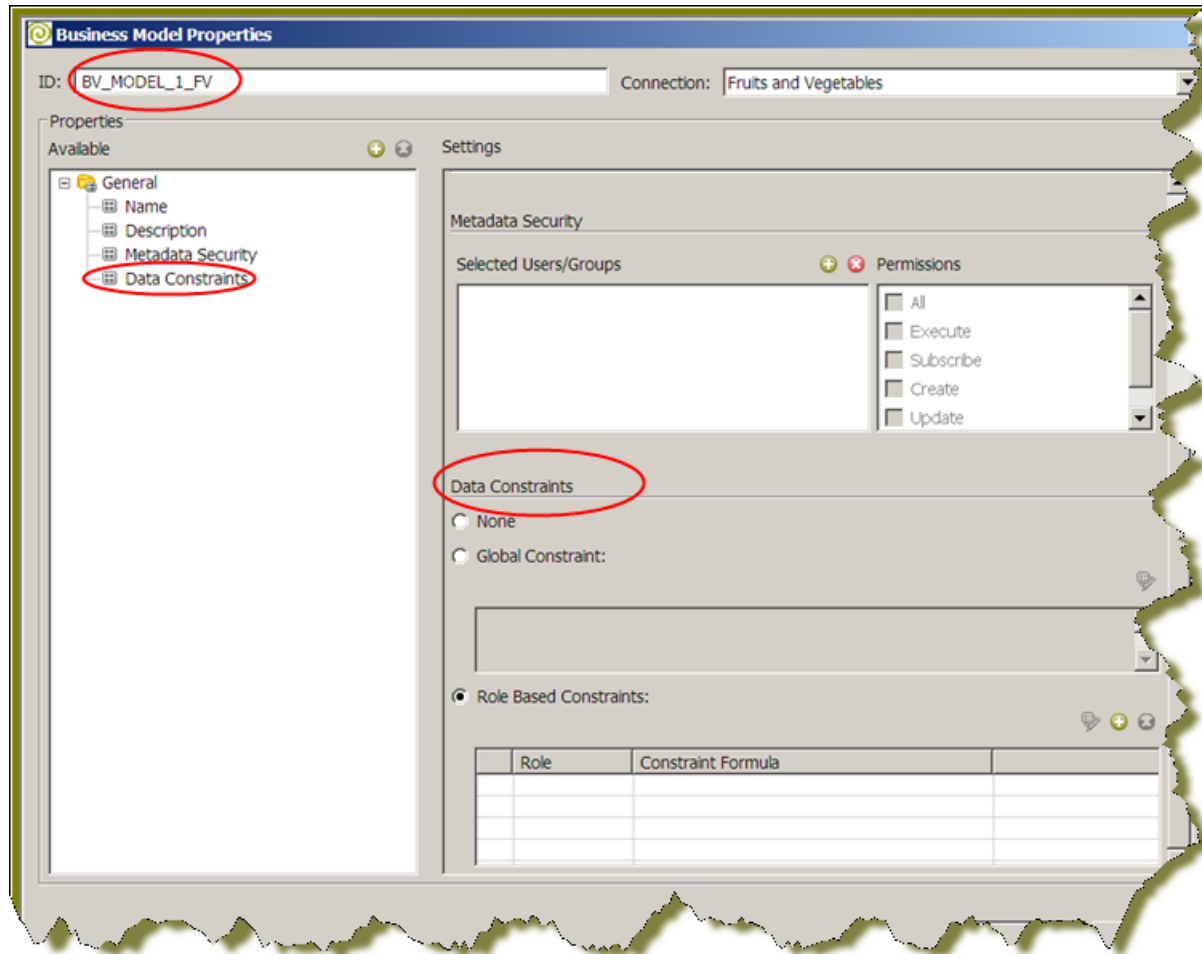 Business Model Properties
ID: BV_MODEL_1_FV Connection: Fruits and Vegetables
Properties
Available Settings
General
Name
Description
Metadata Security
Data Constraints
Metadata Security
Selected Users/Groups Permissions
All
Execute
Subscribe
Create
Update
Data Constraints
None
Global Constraint:
Role Based Constraints:
Role Constraint Formula